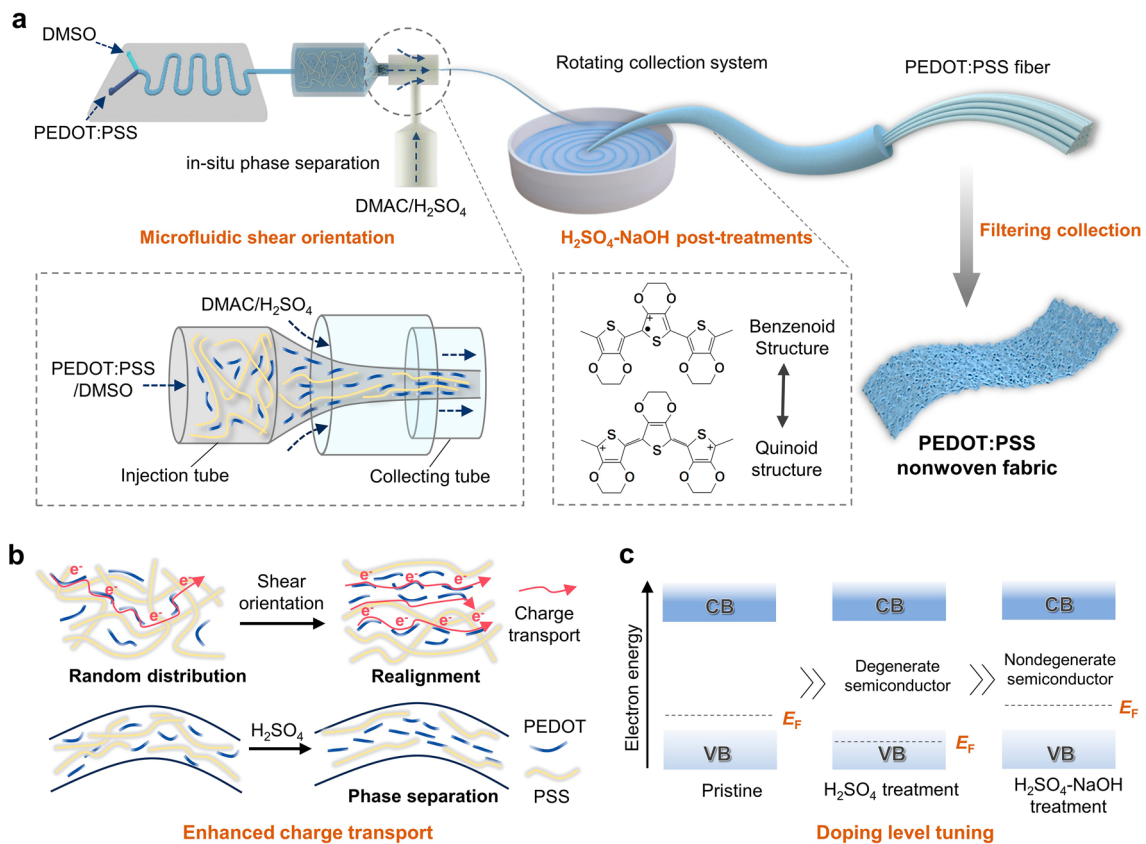 a
DMSO
PEDOT:PSS
in-situ phase separation
DMAC/H₂SO₄
Rotating collection system
PEDOT:PSS fiber
Microfluidic shear orientation
H₂SO₄-NaOH post-treatments
Filtering collection
DMAC/H₂SO₄
PEDOT:PSS
/DMSO
Injection tube
Collecting tube
O O
S + • S
S
O O O O
Benzenoid
Structure
O O
S S S
+ +
O O O O
Quinoid
structure
PEDOT:PSS
nonwoven fabric
b
e⁻ e⁻ e⁻ e⁻
Shear
orientation
e⁻ e⁻ e⁻ e⁻ e⁻ e⁻ e⁻
Charge
transport
Random distribution
Realignment
H₂SO₄
PEDOT
PSS
Phase separation
Enhanced charge transport
c
Electron energy
CB
CB
CB
Degenerate
semiconductor
Nondegenerate
semiconductor
E_F
E_F
E_F
VB
VB
VB
Pristine
H₂SO₄ treatment
H₂SO₄-NaOH
treatment
Doping level tuning